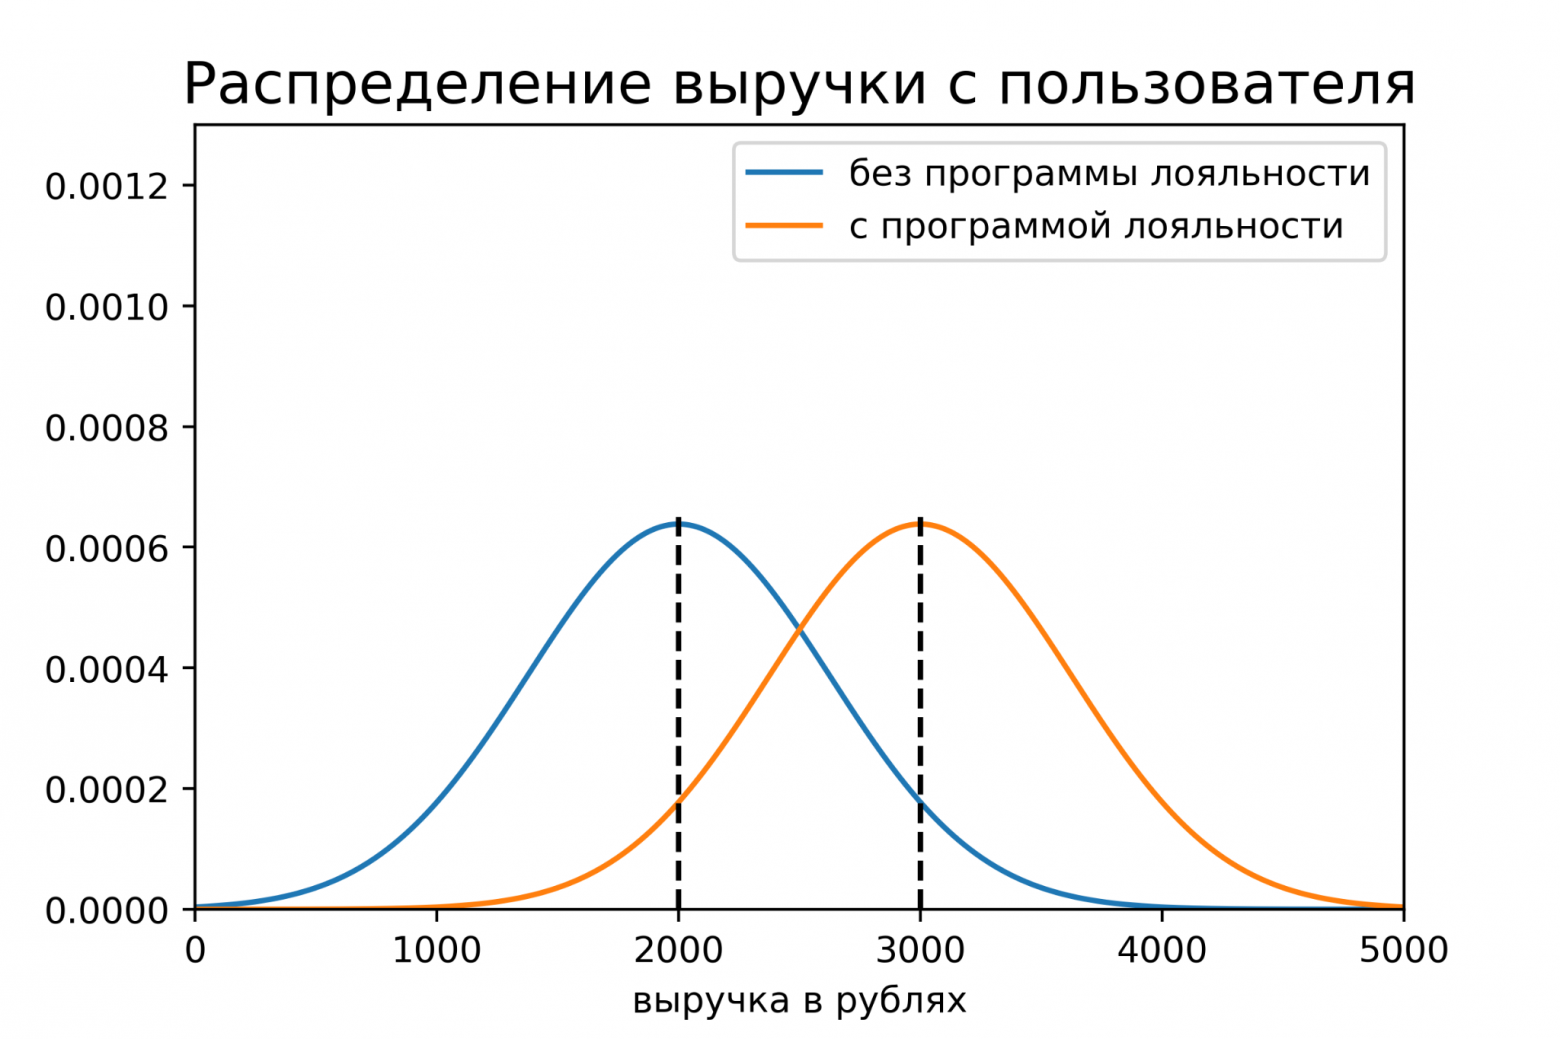 Распределение выручки с пользователя
без программы лояльности
с программой лояльности
0.0012
0.0010
0.0008
0.0006
0.0004
0.0002
0.0000
0 1000 2000 3000 4000 5000
выручка в рублях